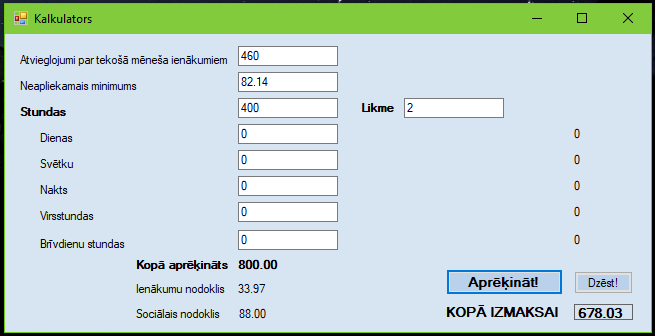 Kalkulators
Atvieglojumi par tekošā mēneša ienākumiem 460
Neapliekamais minimums 82.14
Stundas 400 Likme 2
Dienas 0 0
Svētku 0 0
Nakts 0 0
Virsstundas 0 0
Brīvdienu stundas 0 0
Kopā aprēķināts 800.00
Ienākumu nodoklis 33.97 Aprēķināt! Dzēst!
Sociālais nodoklis 88.00 KOPĀ IZMAKSAI 678.03